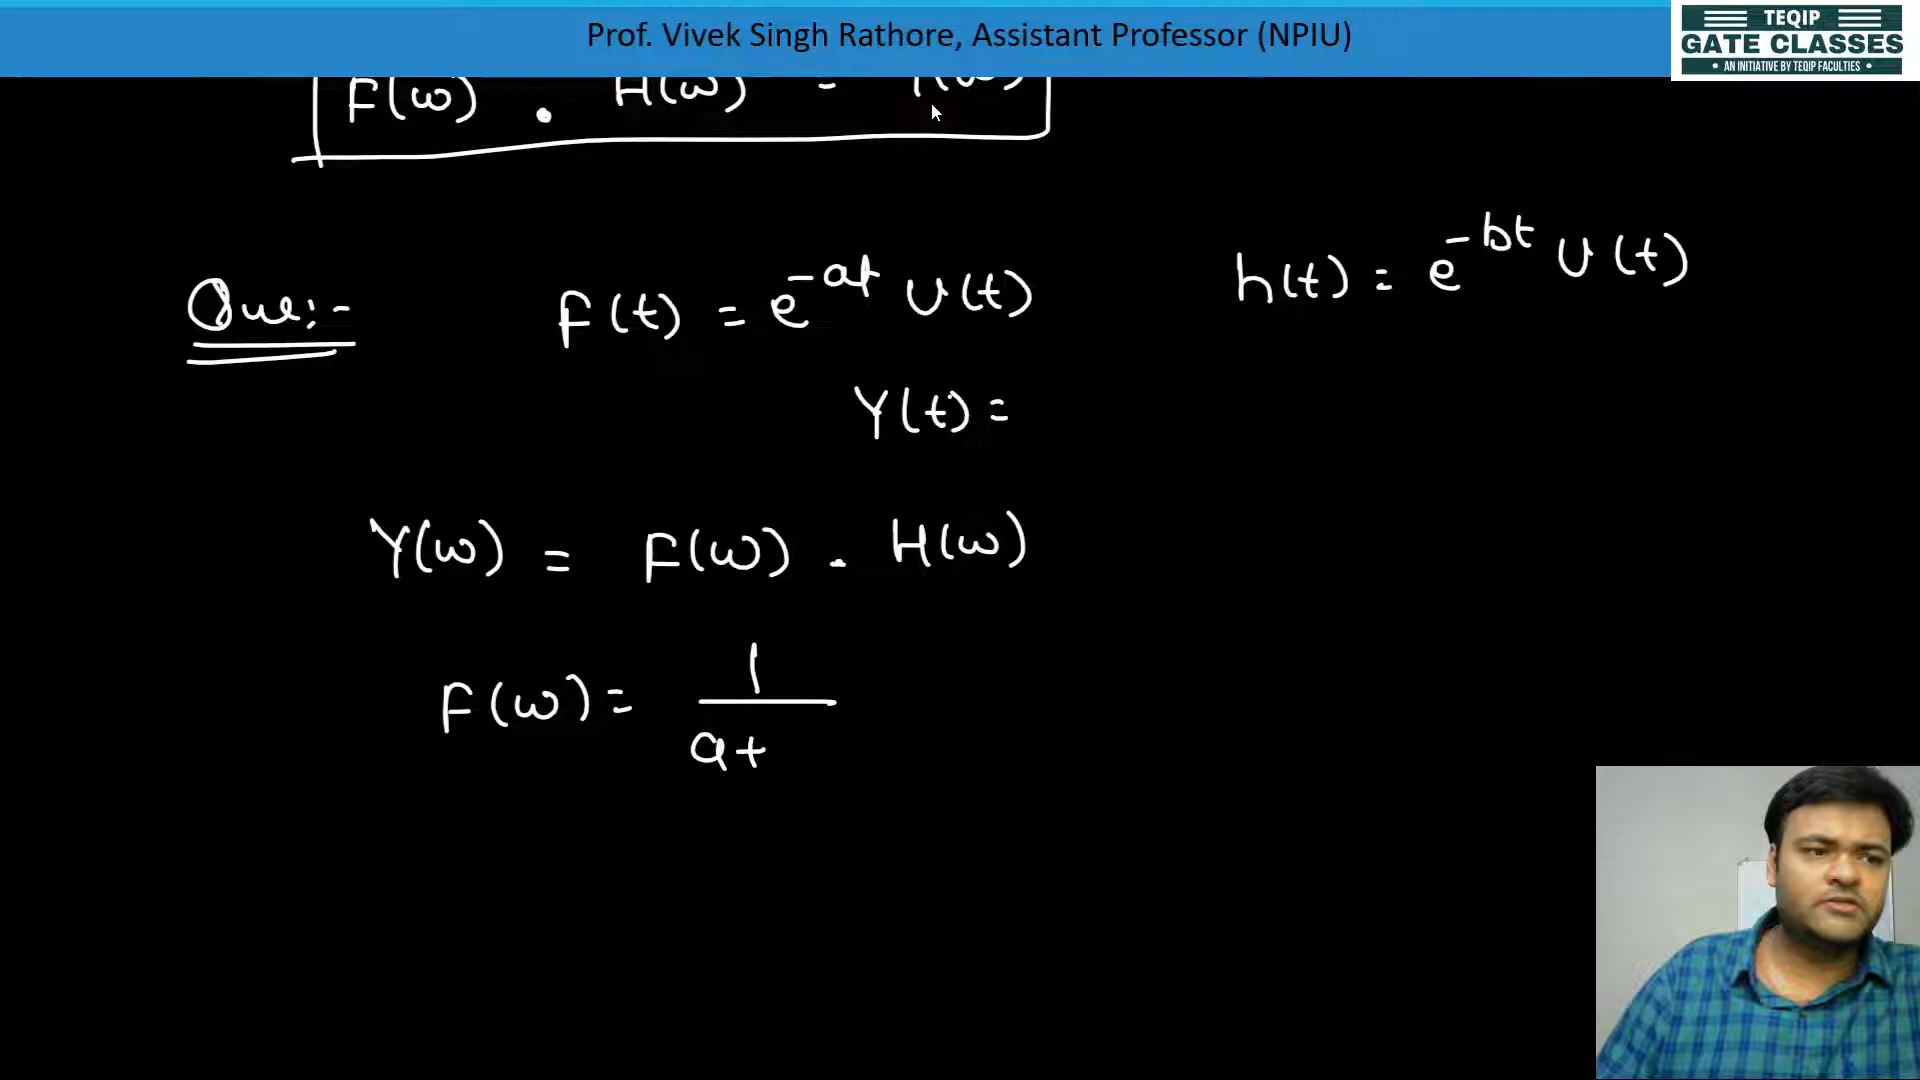 Prof. Vivek Singh Rathore, Assistant Professor (NPIU)
TEQIP
GATE CLASSES
• AN INITIATIVE BY TEQIP FACULTIES •
F(ω) . H(ω) = Y(ω)
Que:- F(t) = e^-at U(t) h(t) = e^-bt U(t)
Y(t) =
Y(ω) = F(ω) . H(ω)
F(ω) = 1
a+